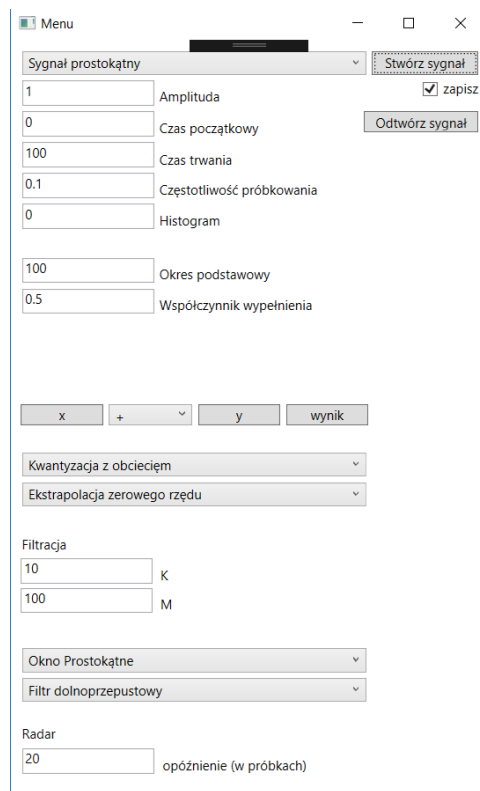 Menu
Sygnał prostokątny
Stwórz sygnał
1 Amplituda
zapisz
0 Czas początkowy
Odtwórz sygnał
100 Czas trwania
0.1 Częstotliwość próbkowania
0 Histogram
100 Okres podstawowy
0.5 Współczynnik wypełnienia
x + y wynik
Kwantyzacja z obcięciem
Ekstrapolacja zerowego rzędu
Filtracja
10 K
100 M
Okno Prostokątne
Filtr dolnoprzepustowy
Radar
20 opóźnienie (w próbkach)